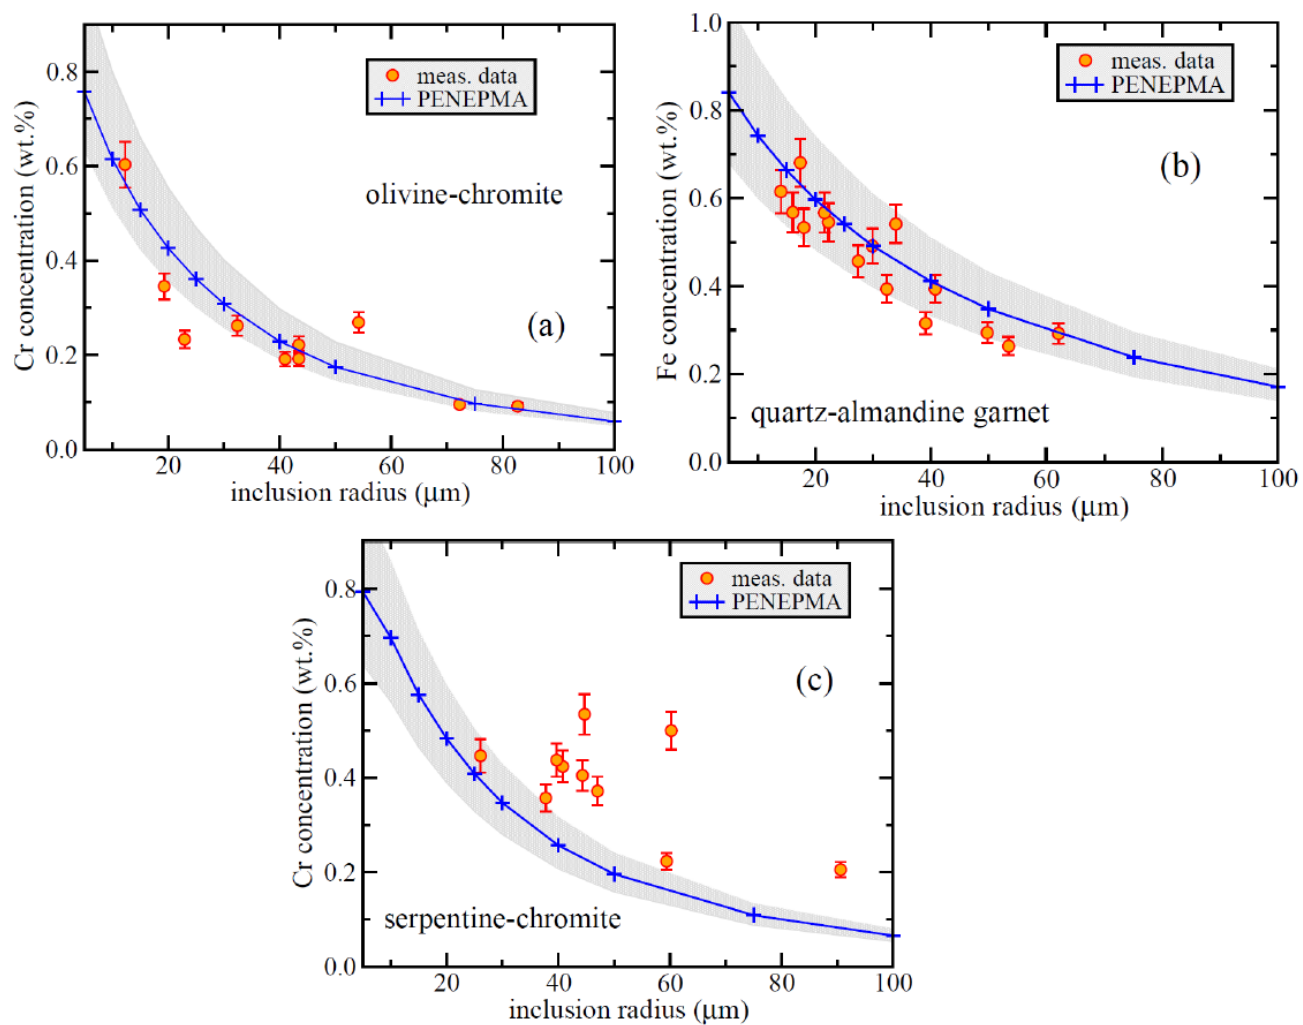 0.8
0.6
0.4
0.2
0.0
Cr concentration (wt.%)
meas. data
PENEPMA
olivine-chromite
(a)
20
40
60
80
100
inclusion radius (μm)
1.0
0.8
0.6
0.4
0.2
0.0
Fe concentration (wt.%)
meas. data
PENEPMA
(b)
quartz-almandine garnet
20
40
60
80
100
inclusion radius (μm)
0.8
0.6
0.4
0.2
0.0
Cr concentration (wt.%)
meas. data
PENEPMA
(c)
serpentine-chromite
20
40
60
80
100
inclusion radius (μm)